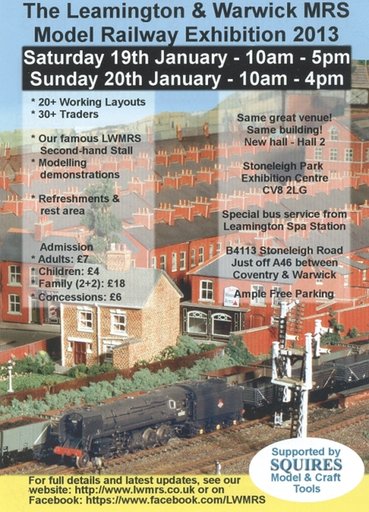 The Leamington & Warwick MRS
Model Railway Exhibition 2013
Saturday 19th January - 10am - 5pm
Sunday 20th January - 10am - 4pm
* 20+ Working Layouts
* 30+ Traders
* Our famous LWMRS
Second-hand Stall
* Modelling
demonstrations
* Refreshments &
rest area
Admission
* Adults: £7
* Children: £4
* Family (2+2): £18
* Concessions: £6
Same great venue!
Same building!
New hall - Hall 2
Stoneleigh Park
Exhibition Centre
CV8 2LG
Special bus service from
Leamington Spa Station
B4113 Stoneleigh Road
Just off A46 between
Coventry & Warwick
Ample Free Parking
For full details and latest updates, see our
website: http://www.lwmrs.co.uk or on
Facebook: https://www.facebook.com/LWMRS
Supported by
SQUIRES
Model & Craft
Tools